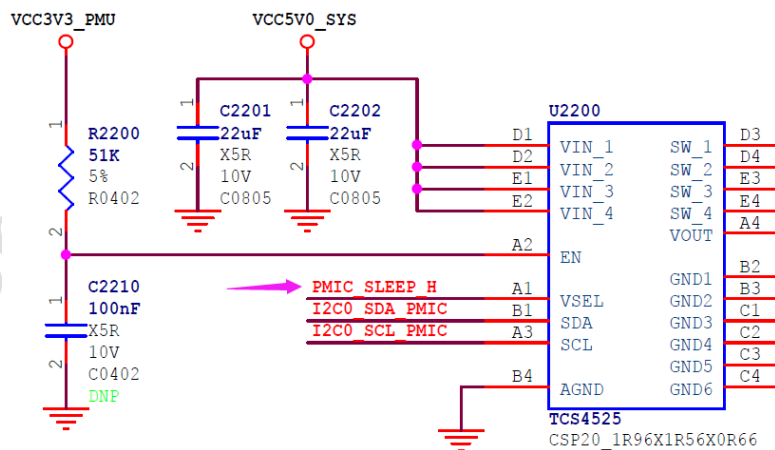 VCC3V3_PMU
VCC5V0_SYS
1
R2200
51K
5%
R0402
2
1
C2201
22uF
X5R
10V
C0805
2
1
C2202
22uF
X5R
10V
C0805
2
U2200
D1 VIN_1 SW_1 D3
D2 VIN_2 SW_2 D4
E1 VIN_3 SW_3 E3
E2 VIN_4 SW_4 E4
VOUT A4
A2 EN
GND1 B2
PMIC_SLEEP_H A1 VSEL GND2 B3
I2C0_SDA_PMIC B1 SDA GND3 C1
I2C0_SCL_PMIC A3 SCL GND4 C2
GND5 C3
B4 AGND GND6 C4
1
C2210
100nF
X5R
10V
C0402
DNP
2
TCS4525
CSP20_1R96X1R56X0R66